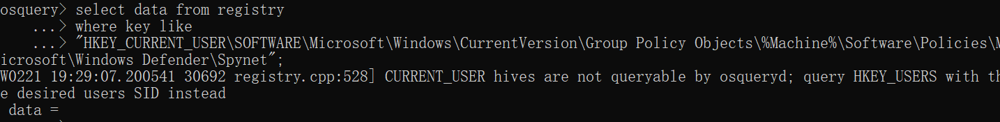 osquery> select data from registry
...> where key like
...> "HKEY_CURRENT_USER\SOFTWARE\Microsoft\Windows\CurrentVersion\Group Policy Objects\%Machine%\Software\Policies\M
icrosoft\Windows Defender\Spynet";
W0221 19:29:07.200541 30692 registry.cpp:528] CURRENT_USER hives are not queryable by osqueryd; query HKEY_USERS with th
e desired users SID instead
data =